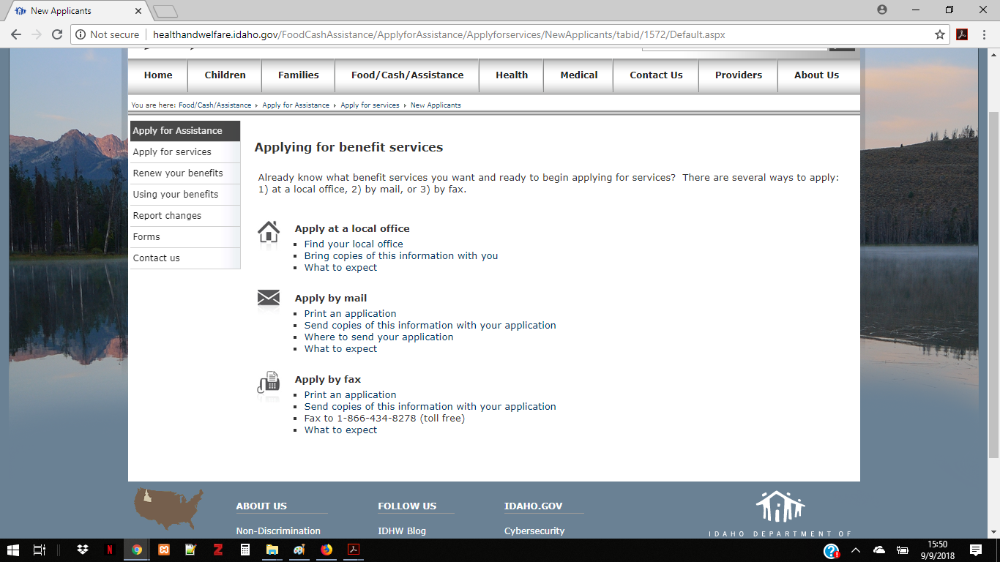 New Applicants
Not secure
healthandwelfare.idaho.gov/FoodCashAssistance/ApplyforAssistance/Applyforservices/NewApplicants/tabid/1572/Default.aspx
Home Children Families Food/Cash/Assistance Health Medical Contact Us Providers About Us
You are here: Food/Cash/Assistance Apply for Assistance Apply for services New Applicants
Apply for Assistance
Apply for services
Renew your benefits
Using your benefits
Report changes
Forms
Contact us
Applying for benefit services
Already know what benefit services you want and ready to begin applying for services? There are several ways to apply:
1) at a local office, 2) by mail, or 3) by fax.
Apply at a local office
Find your local office
Bring copies of this information with you
What to expect
Apply by mail
Print an application
Send copies of this information with your application
Where to send your application
What to expect
Apply by fax
Print an application
Send copies of this information with your application
Fax to 1-866-434-8278 (toll free)
What to expect
ABOUT US
Non-Discrimination
FOLLOW US
IDHW Blog
IDAHO.GOV
Cybersecurity
IDAHO DEPARTMENT OF
15:50
9/9/2018